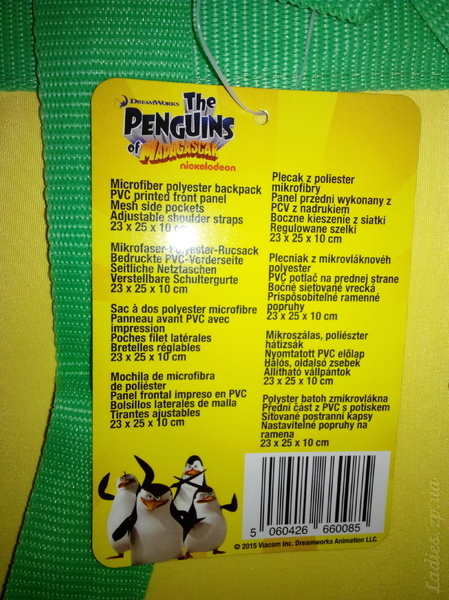 DREAMWORKS
The
PENGUINS
of MADAGASCAR
nickelodeon
Microfiber polyester backpack
PVC printed front panel
Mesh side pockets
Adjustable shoulder straps
23 x 25 x 10 cm
Mikrofaser-Polyester-Rucsack
Bedruckte PVC-Vorderseite
Seitliche Netztaschen
Verstellbare Schultergurte
23 x 25 x 10 cm
Sac à dos polyester microfibre
Panneau avant PVC avec
impression
Poches filet latérales
Bretelles réglables
23 x 25 x 10 cm
Mochila de microfibra
de poliéster
Panel frontal impreso en PVC
Bolsillos laterales de malla
Tirantes ajustables
23 x 25 x 10 cm
Plecak z poliester
mikrofibry
Panel przedni wykonany z
PCV z nadrukiem
Boczne kieszenie z siatki
Regulowane szelki
23 x 25 x 10 cm
Plecniak z mikrovláknovéh
polyester
PVC potlač na prednej strane
Bočné sieťované vrecká
Prispôsobiteľné ramenné
popruhy
23 x 25 x 10 cm
Mikroszálas, poliészter
hátizsák
Nyomtatott PVC előlap
Hálós, oldalsó zsebek
Állítható vállpántok
23 x 25 x 10 cm
Polyster batoh zmikrovlákna
Přední část z PVC s potiskem
Síťované postranní kapsy
Nastavitelné popruhy na
ramena
23 x 25 x 10 cm
5 060426 660085
© 2015 Viacom Inc. Dreamworks Animation LLC.
Ladies.zp.ua